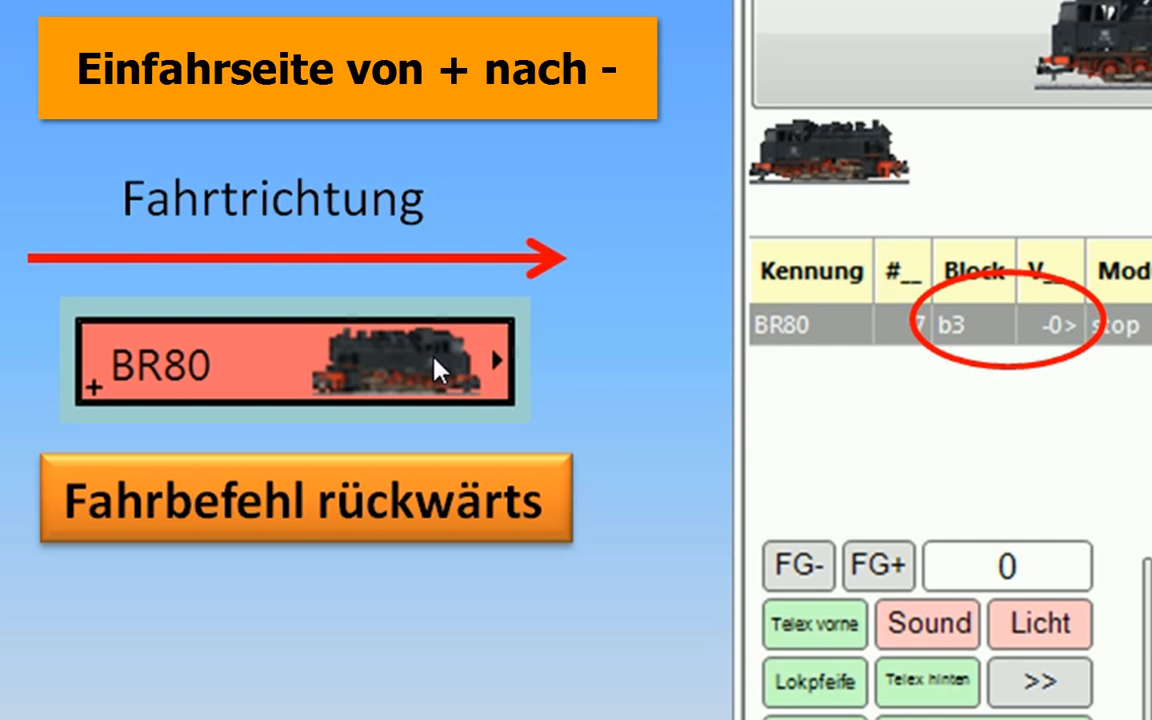 Einfahrseite von + nach -
Fahrtrichtung
BR80
+
Fahrbefehl rückwärts
Kennung #__ Block V___ Mod
BR80 7 b3 -0> stop
FG- FG+ 0
Telex vorne Sound Licht
Lokpfeife Telex hinten >>